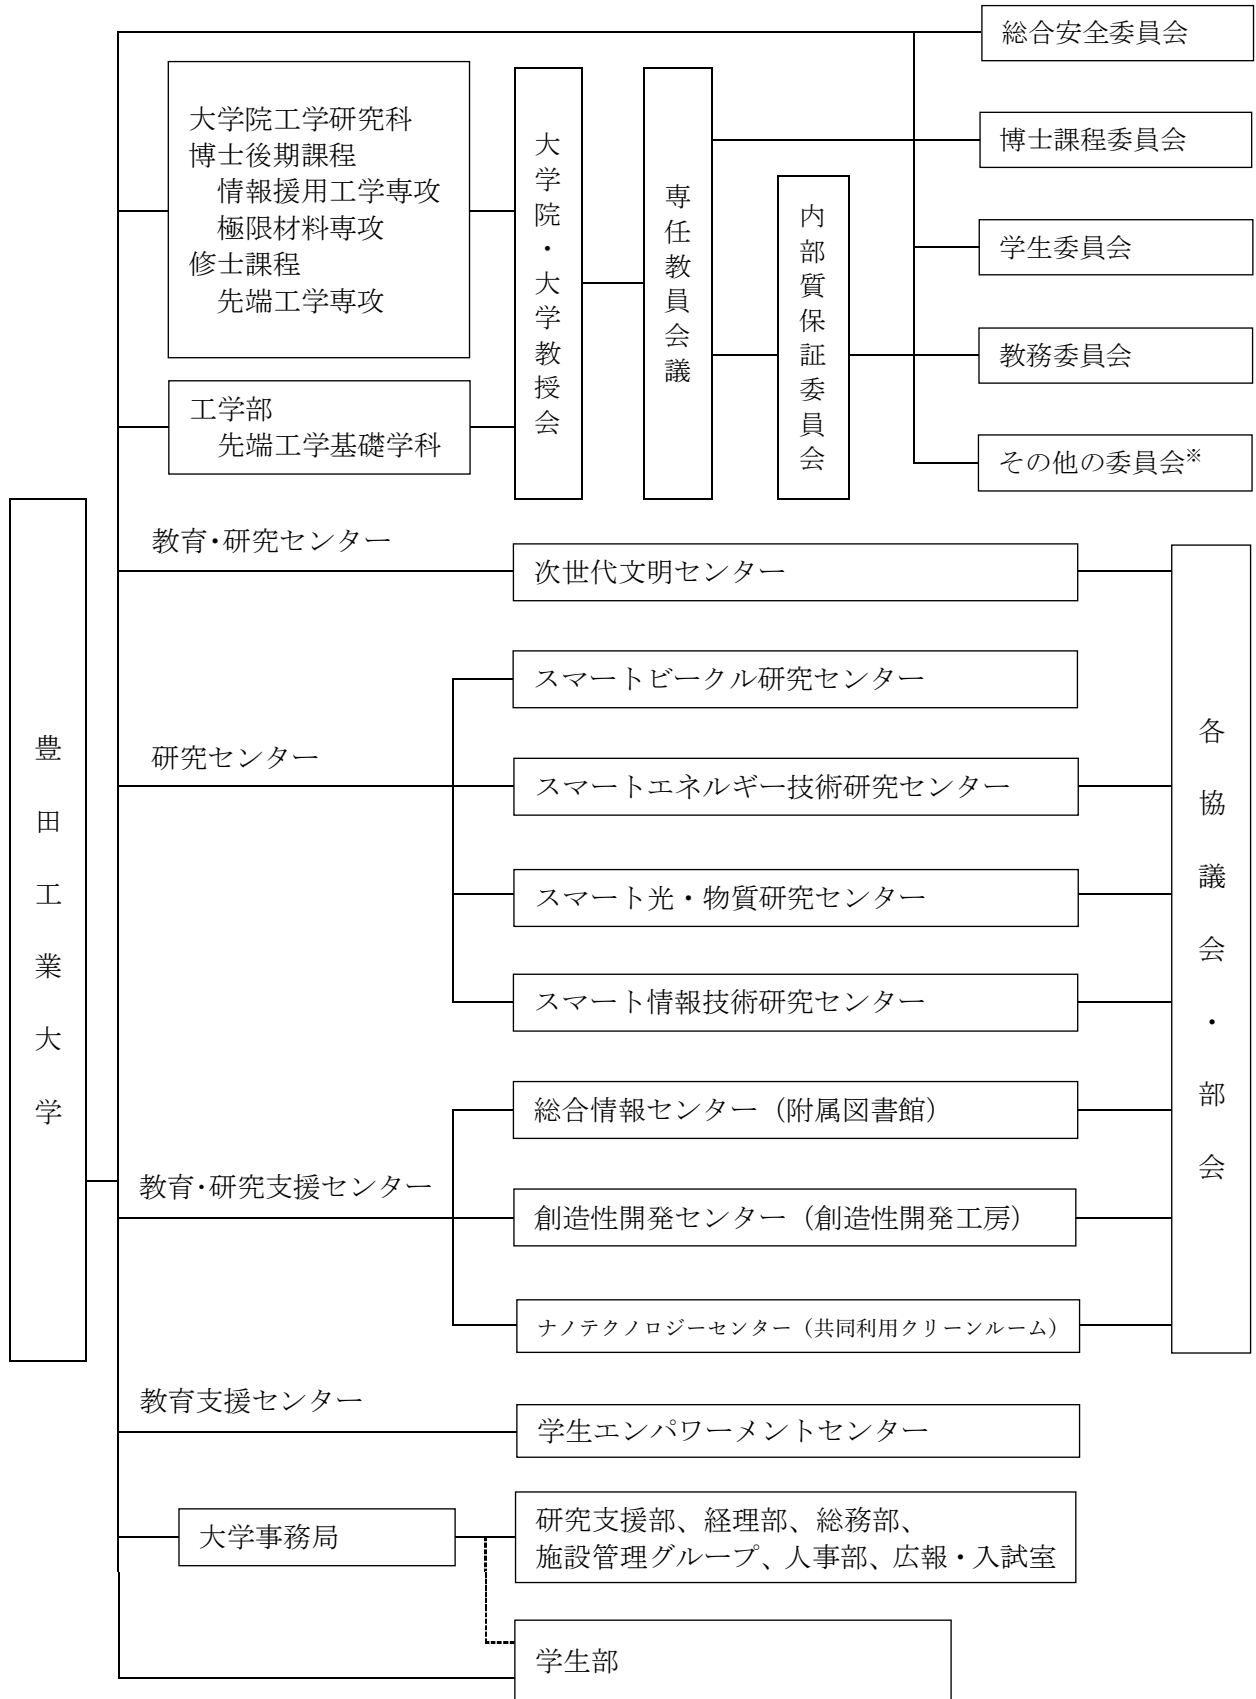 総合安全委員会
大学院工学研究科
博士後期課程
情報援用工学専攻
極限材料専攻
修士課程
先端工学専攻
大学院・大学教授会
専任教員会議
内部質保証委員会
博士課程委員会
学生委員会
教務委員会
その他の委員会※
工学部
先端工学基礎学科
豊田工業大学
教育・研究センター
次世代文明センター
各協議会・部会
研究センター
スマートビークル研究センター
スマートエネルギー技術研究センター
スマート光・物質研究センター
スマート情報技術研究センター
教育・研究支援センター
総合情報センター（附属図書館）
創造性開発センター（創造性開発工房）
ナノテクノロジーセンター（共同利用クリーンルーム）
教育支援センター
学生エンパワーメントセンター
大学事務局
研究支援部、経理部、総務部、
施設管理グループ、人事部、広報・入試室
学生部